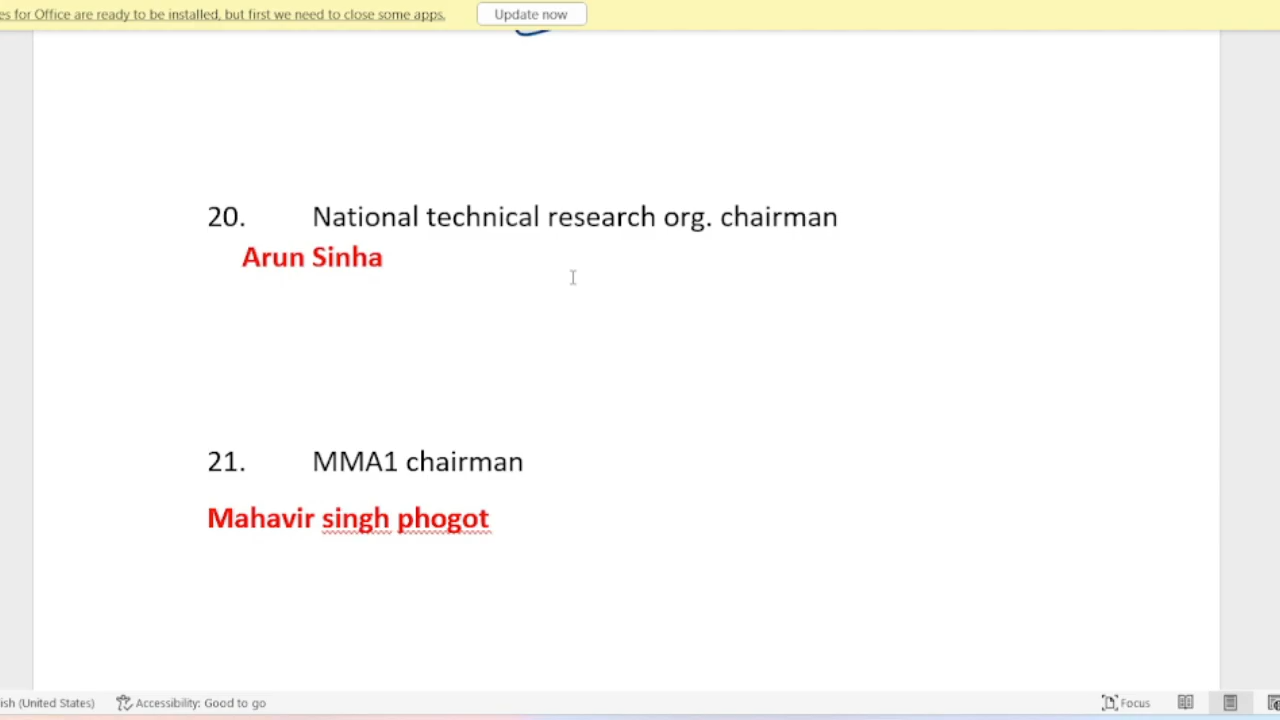 es for Office are ready to be installed, but first we need to close some apps. Update now
20. National technical research org. chairman
Arun Sinha
21. MMA1 chairman
Mahavir singh phogot
ish (United States) Accessibility: Good to go Focus